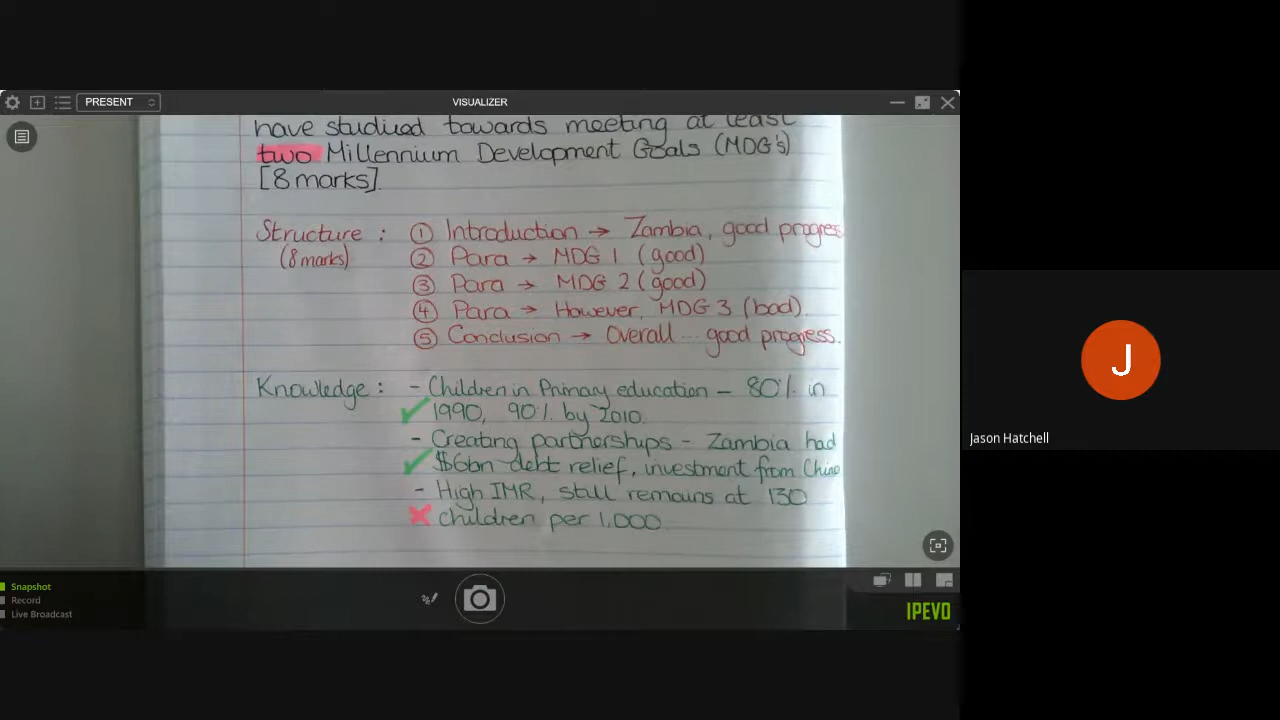 PRESENT
VISUALIZER
have studied towards meeting at least
two Millennium Development Goals (MDG's)
[8 marks].
Structure : ① Introduction → Zambia, good progres
(8 marks) ② Para → MDG 1 (good)
③ Para → MDG 2 (good)
④ Para → However, MDG 3 (bad).
⑤ Conclusion → Overall ... good progress.
Knowledge : - Children in Primary education - 80% in
1990, 90% by 2010.
- Creating partnerships - Zambia had
$6bn debt relief, investment from China
- High IMR, still remains at 130
children per 1,000.
Snapshot
Record
Live Broadcast
IPEVO
J
Jason Hatchell